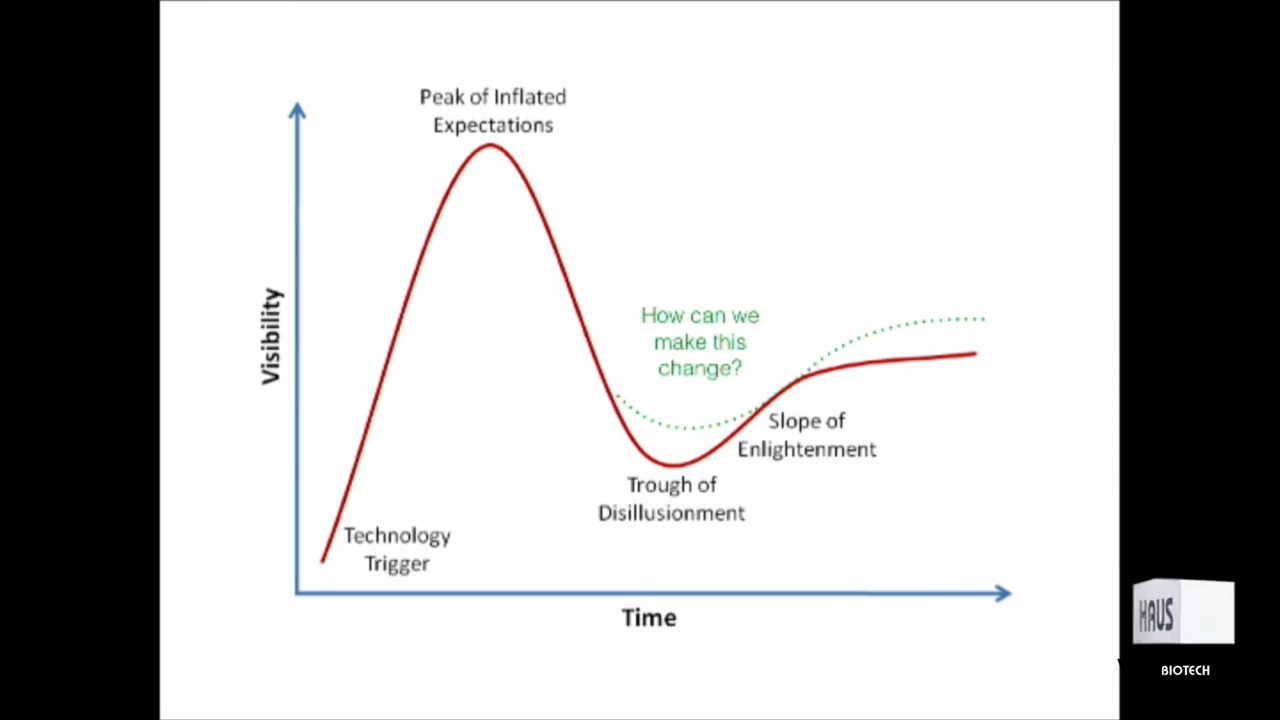 Peak of Inflated
Expectations
Visibility
How can we
make this
change?
Slope of
Enlightenment
Trough of
Disillusionment
Technology
Trigger
Time
HAUS
BIOTECH